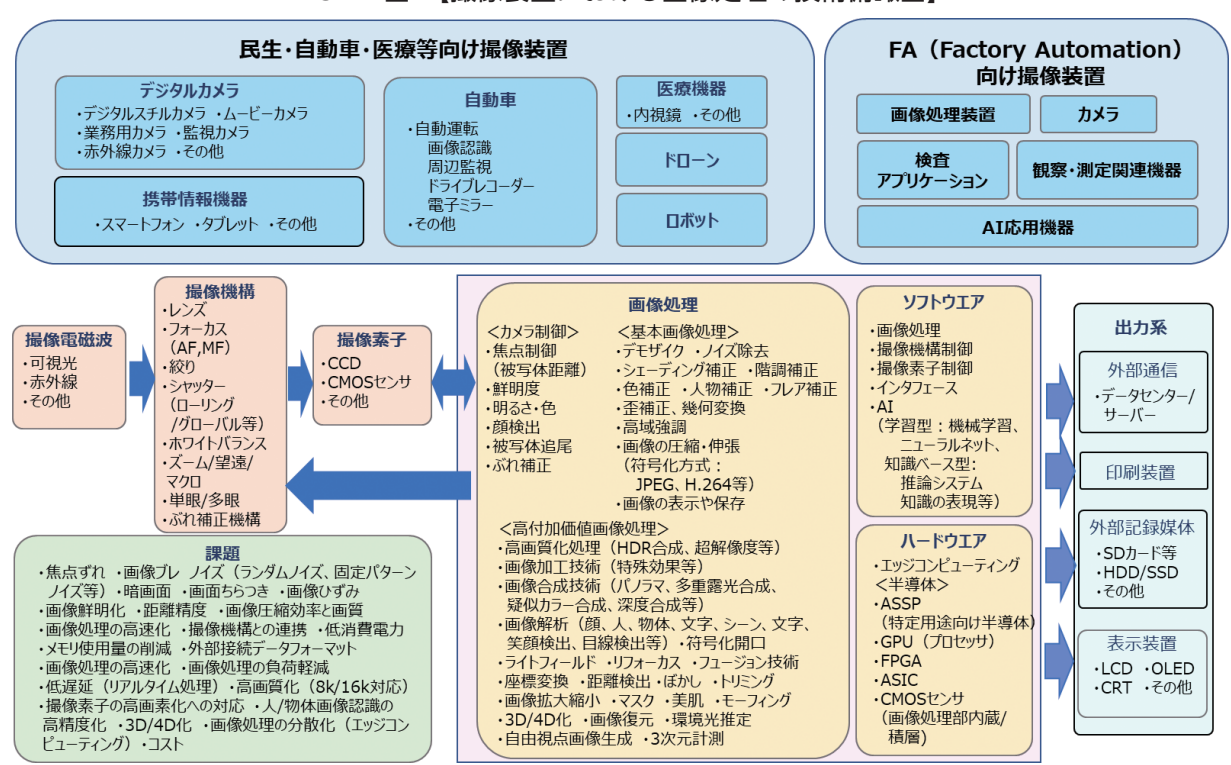 民生・自動車・医療等向け撮像装置
デジタルカメラ
・デジタルスチルカメラ ・ムービーカメラ
・業務用カメラ ・監視カメラ
・赤外線カメラ ・その他
携帯情報機器
・スマートフォン ・タブレット ・その他
自動車
・自動運転
画像認識
周辺監視
ドライブレコーダー
電子ミラー
・その他
医療機器
・内視鏡 ・その他
ドローン
ロボット
FA（Factory Automation）
向け撮像装置
画像処理装置
カメラ
検査
アプリケーション
観察・測定関連機器
AI応用機器
撮像電磁波
・可視光
・赤外線
・その他
撮像機構
・レンズ
・フォーカス
（AF,MF）
・絞り
・シャッター
（ローリング
/グローバル等）
・ホワイトバランス
・ズーム/望遠/
マクロ
・単眼/多眼
・ぶれ補正機構
撮像素子
・CCD
・CMOSセンサ
・その他
画像処理
＜カメラ制御＞
・焦点制御
（被写体距離）
・鮮明度
・明るさ・色
・顔検出
・被写体追尾
・ぶれ補正
＜基本画像処理＞
・デモザイク ・ノイズ除去
・シェーディング補正 ・階調補正
・色補正 ・人物補正 ・フレア補正
・歪補正、幾何変換
・高域強調
・画像の圧縮・伸張
（符号化方式：
JPEG、H.264等）
・画像の表示や保存
＜高付加価値画像処理＞
・高画質化処理（HDR合成、超解像度等）
・画像加工技術（特殊効果等）
・画像合成技術（パノラマ、多重露光合成、
疑似カラー合成、深度合成等）
・画像解析（顔、人、物体、文字、シーン、文字、
笑顔検出、目線検出等）・符号化開口
・ライトフィールド ・リフォーカス ・フュージョン技術
・座標変換 ・距離検出 ・ぼかし ・トリミング
・画像拡大縮小 ・マスク ・美肌 ・モーフィング
・3D/4D化 ・画像復元 ・環境光推定
・自由視点画像生成 ・3次元計測
ソフトウエア
・画像処理
・撮像機構制御
・撮像素子制御
・インタフェース
・AI
（学習型：機械学習、
ニューラルネット、
知識ベース型：
推論システム
知識の表現等）
ハードウエア
・エッジコンピューティング
＜半導体＞
・ASSP
（特定用途向け半導体）
・GPU（プロセッサ）
・FPGA
・ASIC
・CMOSセンサ
（画像処理部内蔵/
積層）
出力系
外部通信
・データセンター/
サーバー
印刷装置
外部記録媒体
・SDカード等
・HDD/SSD
・その他
表示装置
・LCD ・OLED
・CRT ・その他
課題
・焦点ずれ ・画像ブレ ノイズ（ランダムノイズ、固定パターン
ノイズ等）・暗画面 ・画面ちらつき ・画像ひずみ
・画像鮮明化 ・距離精度 ・画像圧縮効率と画質
・画像処理の高速化 ・撮像機構との連携 ・低消費電力
・メモリ使用量の削減 ・外部接続データフォーマット
・画像処理の高速化 ・画像処理の負荷軽減
・低遅延（リアルタイム処理）・高画質化（8k/16k対応）
・撮像素子の高画素化への対応 ・人/物体画像認識の
高精度化 ・3D/4D化 ・画像処理の分散化（エッジコン
ピューティング）・コスト